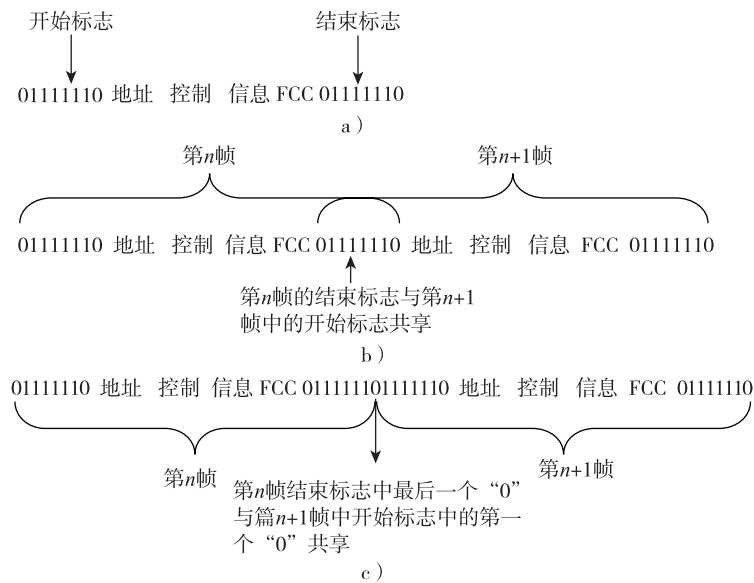 开始标志 结束标志
01111110 地址 控制 信息 FCC 01111110
a）
第n帧 第n+1帧
01111110 地址 控制 信息 FCC 01111110 地址 控制 信息 FCC 01111110
第n帧的结束标志与第n+1
帧中的开始标志共享
b）
01111110 地址 控制 信息 FCC 011111101111110 地址 控制 信息 FCC 01111110
第n帧 第n+1帧
第n帧结束标志中最后一个“0”
与篇n+1帧中开始标志中的第一
个“0”共享
c）